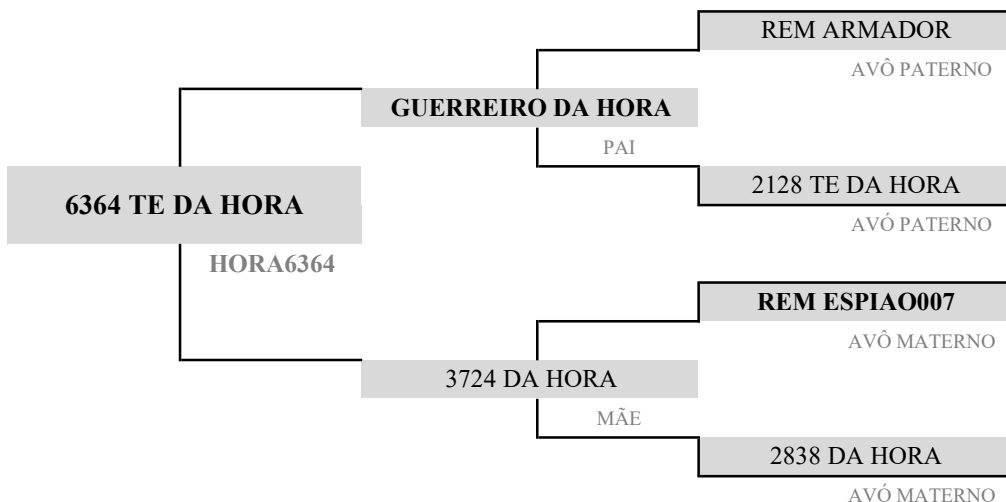 REM ARMADOR
AVÔ PATERNO
GUERREIRO DA HORA
PAI
2128 TE DA HORA
AVÓ PATERNO
6364 TE DA HORA
HORA6364
REM ESPIAO007
AVÔ MATERNO
3724 DA HORA
MÃE
2838 DA HORA
AVÓ MATERNO